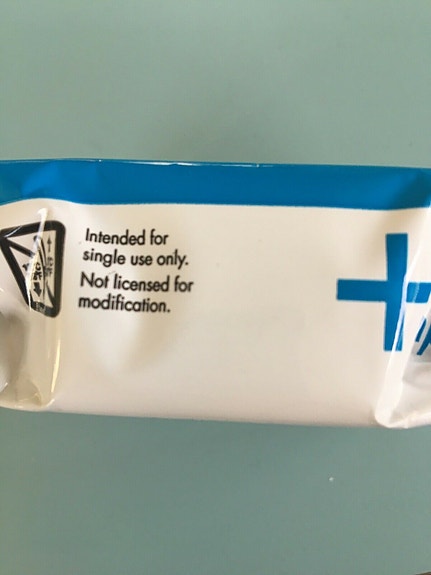 Intended for
single use only.
Not licensed for
modification.